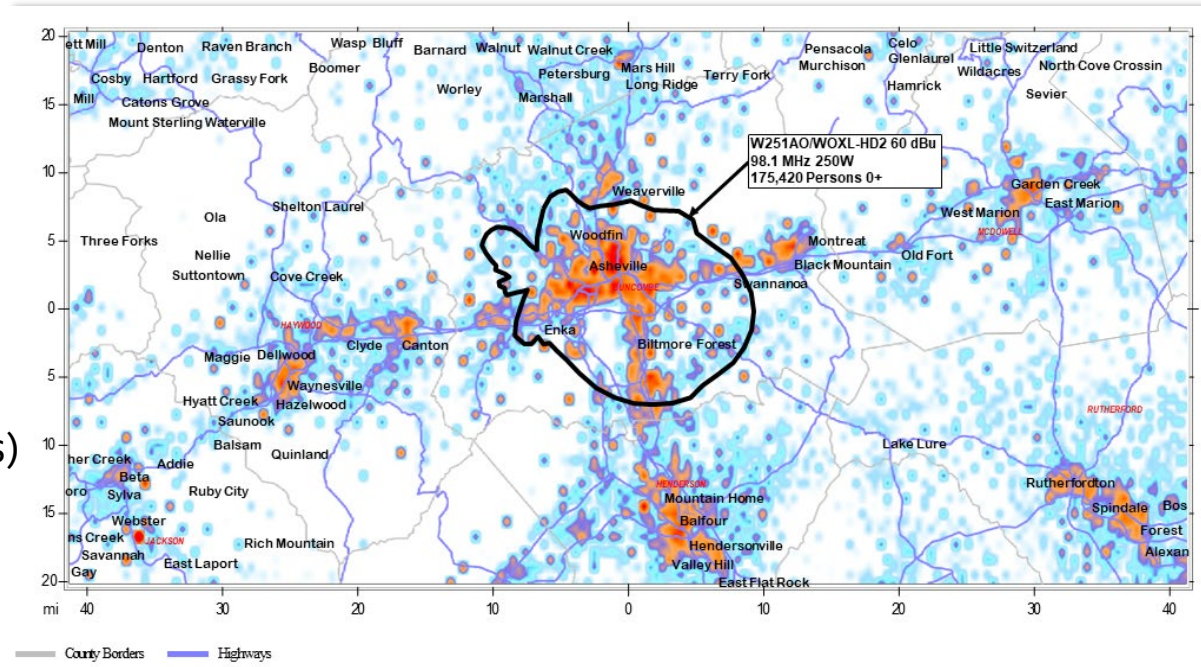 20
15
10
5
0
5
10
15
20
mi
40
30
20
10
0
10
20
30
40
s)
ett Mill
Denton
Raven Branch
Wasp Bluff
Barnard
Walnut
Walnut Creek
Pensacola
Celo
Little Switzerland
Murchison
Glenlaurel
North Cove Crossin
Cosby
Hartford
Grassy Fork
Boomer
Petersburg
Mars Hill
Terry Fork
Wildacres
Long Ridge
Hamrick
Sevier
Mill
Catons Grove
Worley
Marshall
Mount Sterling
Waterville
W251AO/WOXL-HD2 60 dBu
98.1 MHz 250W
175,420 Persons 0+
Weaverville
Garden Creek
East Marion
West Marion
MCDOWELL
Shelton Laurel
Ola
Three Forks
Woodfin
Montreat
Nellie
Old Fort
Asheville
Black Mountain
Suttontown
Cove Creek
Swannanoa
BUNCOMBE
HAYWOOD
Enka
Biltmore Forest
Clyde
Canton
Maggie
Dellwood
Waynesville
Hyatt Creek
Hazelwood
RUTHERFORD
Saunook
Balsam
Lake Lure
Quinland
her Creek
Addie
Beta
oro
Sylva
Ruby City
HENDERSON
Mountain Home
Rutherfordton
Spindale
Bos
Webster
Balfour
Forest
ns Creek
JACKSON
Rich Mountain
Hendersonville
Alexan
Savannah
East Laport
Valley Hill
Gay
East Flat Rock
County Borders
Highways